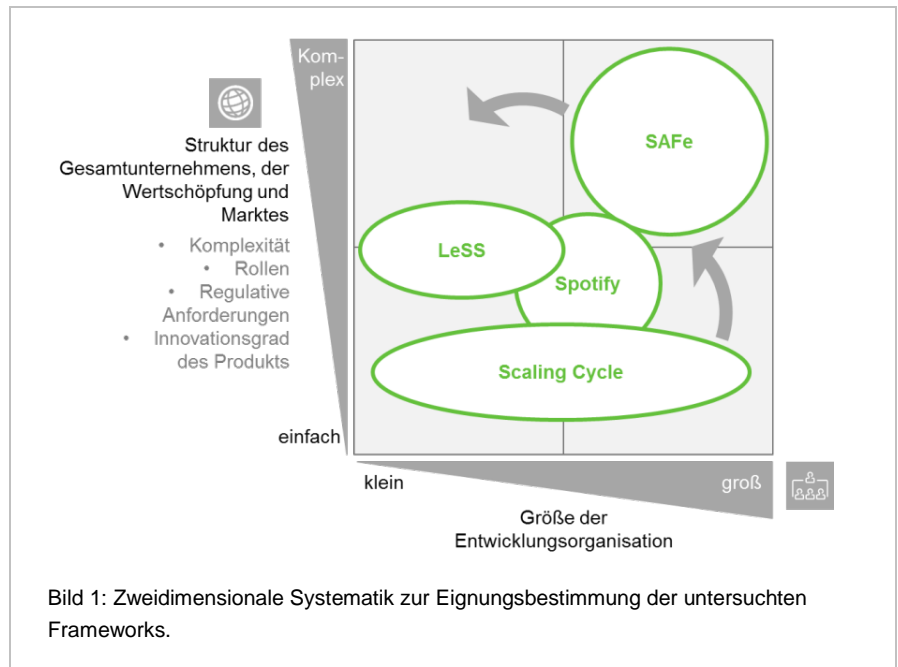 Kom-
plex
Struktur des
Gesamtunternehmens, der
Wertschöpfung und
Marktes
• Komplexität
• Rollen
• Regulative
Anforderungen
• Innovationsgrad
des Produkts
einfach
SAFe
LeSS
Spotify
Scaling Cycle
klein
groß
Größe der
Entwicklungsorganisation
Bild 1: Zweidimensionale Systematik zur Eignungsbestimmung der untersuchten
Frameworks.